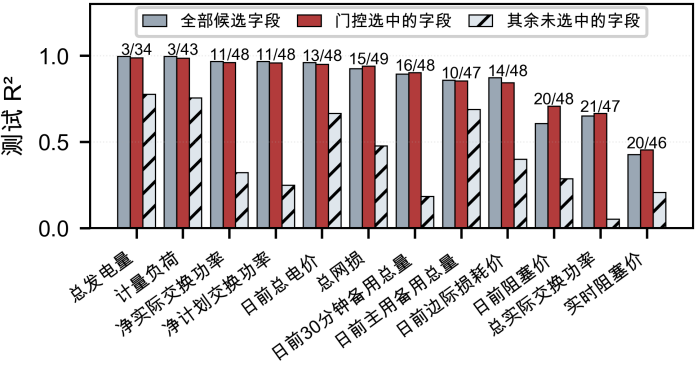 全部候选字段 门控选中的字段 其余未选中的字段
测试 R²
1.0
0.5
0.0
3/34 3/43 11/48 11/48 13/48 15/49 16/48 10/47 14/48 20/48 21/47 20/46
总发电量
计量负荷
净实际交换功率
净计划交换功率
日前总电价
总网损
日前30分钟备用总量
日前主用备用总量
日前边际损耗价
日前阻塞价
总实际交换功率
实时阻塞价